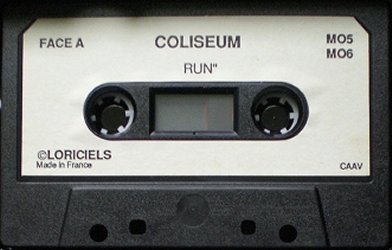 FACE A
COLISEUM
MO5
MO6
RUN"
©LORICIELS
Made in France
CAAV